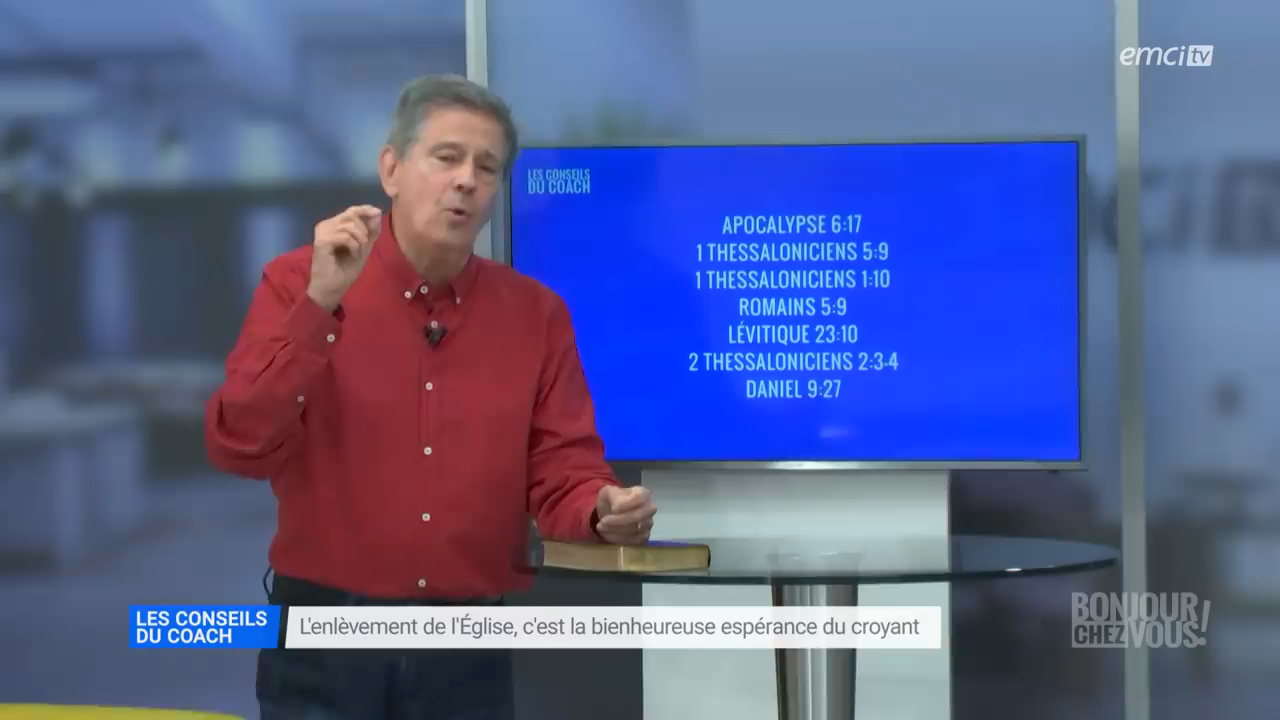 emci tv
LES CONSEILS
DU COACH
APOCALYPSE 6:17
1 THESSALONICIENS 5:9
1 THESSALONICIENS 1:10
ROMAINS 5:9
LÉVITIQUE 23:10
2 THESSALONICIENS 2:3-4
DANIEL 9:27
LES CONSEILS
DU COACH
L'enlèvement de l'Église, c'est la bienheureuse espérance du croyant
BONJOUR
CHEZ VOUS!